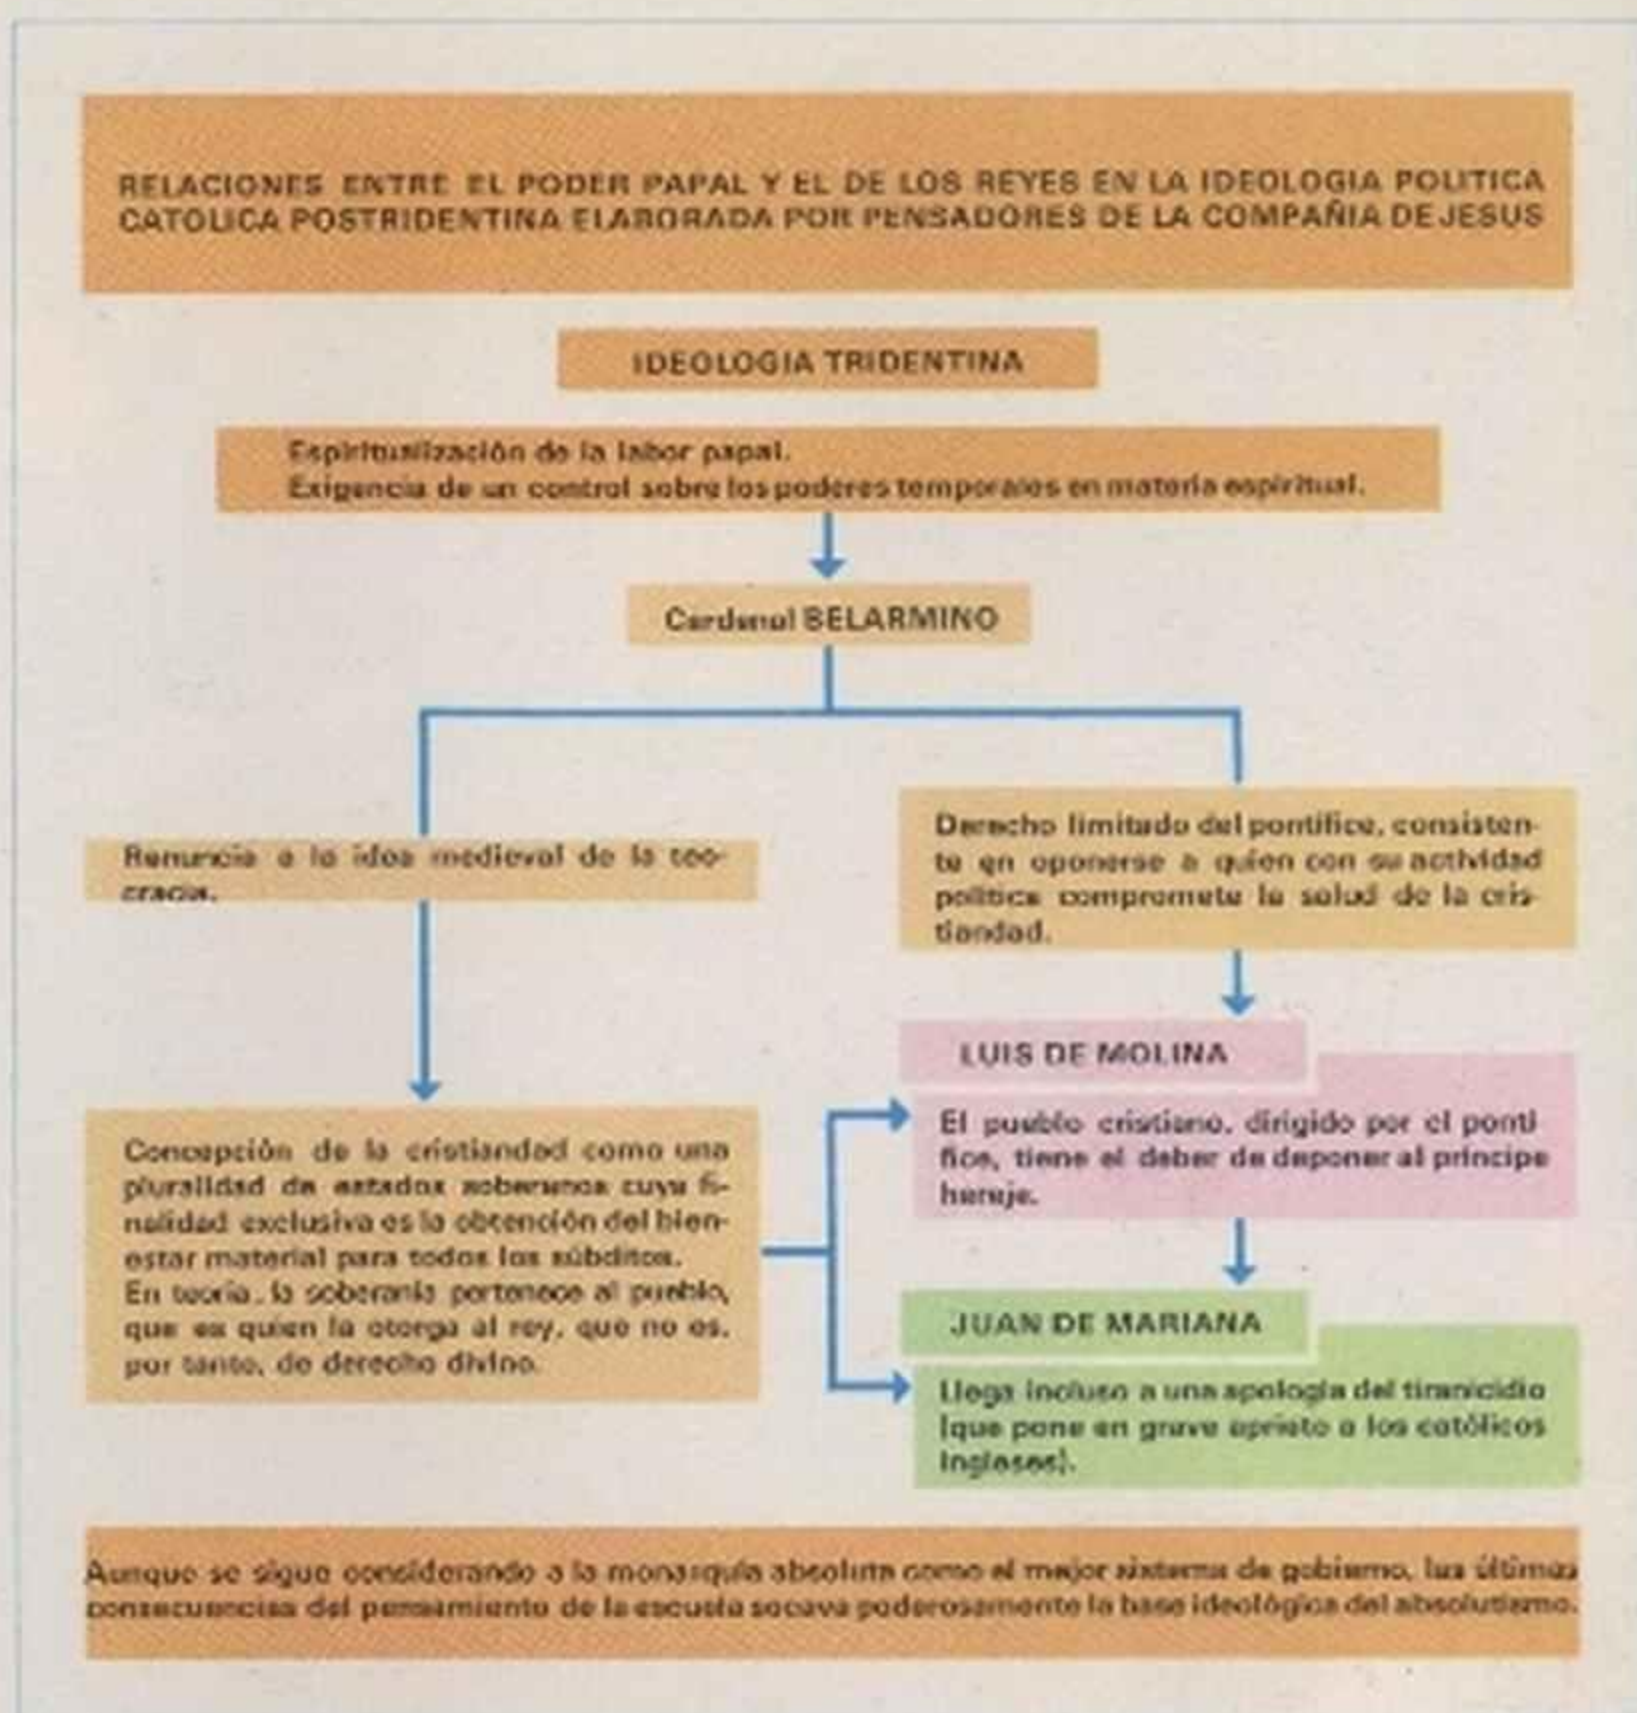 RELACIONES ENTRE EL PODER PAPAL Y EL DE LOS REYES EN LA IDEOLOGIA POLITICA
CATOLICA POSTRIDENTINA ELABORADA POR PENSADORES DE LA COMPAÑIA DE JESUS
IDEOLOGIA TRIDENTINA
Espiritualización de la labor papal.
Exigencia de un control sobre los poderes temporales en materia espiritual.
Cardenal BELARMINO
Renuncia a la idea medieval de la teo-
cracia.
Derecho limitado del pontífice, consisten-
te en oponerse a quien con su actividad
política compromete la salud de la cris-
tiandad.
LUIS DE MOLINA
El pueblo cristiano, dirigido por el pontí
fice, tiene el deber de deponer al príncipe
hereje.
Concepción de la cristiandad como una
pluralidad de estados soberanos cuya fi-
nalidad exclusiva es la obtención del bien-
estar material para todos los súbditos.
En teoría, la soberanía pertenece al pueblo,
que es quien la otorga al rey, que no es,
por tanto, de derecho divino.
JUAN DE MARIANA
Llega incluso a una apología del tiranicidio
(que pone en grave aprieto a los católicos
ingleses).
Aunque se sigue considerando a la monarquía absoluta como el mejor sistema de gobierno, las últimas
consecuencias del pensamiento de la escuela socava poderosamente la base ideológica del absolutismo.